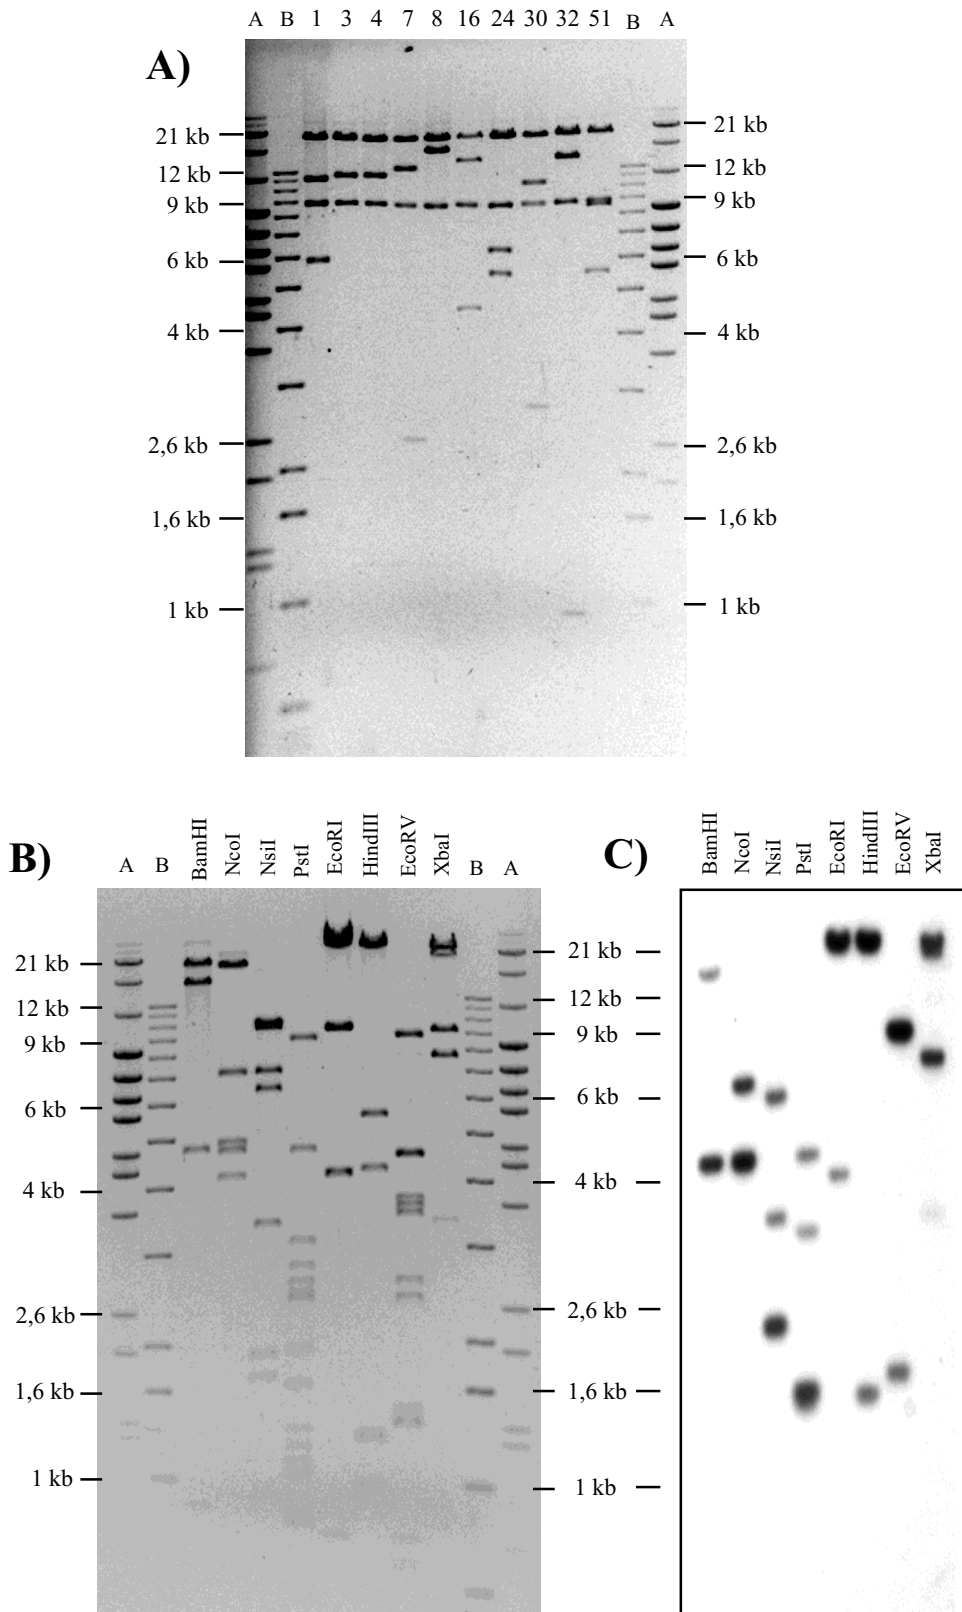 A B 1 3 4 7 8 16 24 30 32 51 B A
A)
21 kb 21 kb
12 kb 12 kb
9 kb 9 kb
6 kb 6 kb
4 kb 4 kb
2,6 kb 2,6 kb
1,6 kb 1,6 kb
1 kb 1 kb
B)
A B BamHI NcoI NsiI PstI EcoRI HindIII EcoRV XbaI B A
21 kb 21 kb
12 kb 12 kb
9 kb 9 kb
6 kb 6 kb
4 kb 4 kb
2,6 kb 2,6 kb
1,6 kb 1,6 kb
1 kb 1 kb
C)
BamHI NcoI NsiI PstI EcoRI HindIII EcoRV XbaI